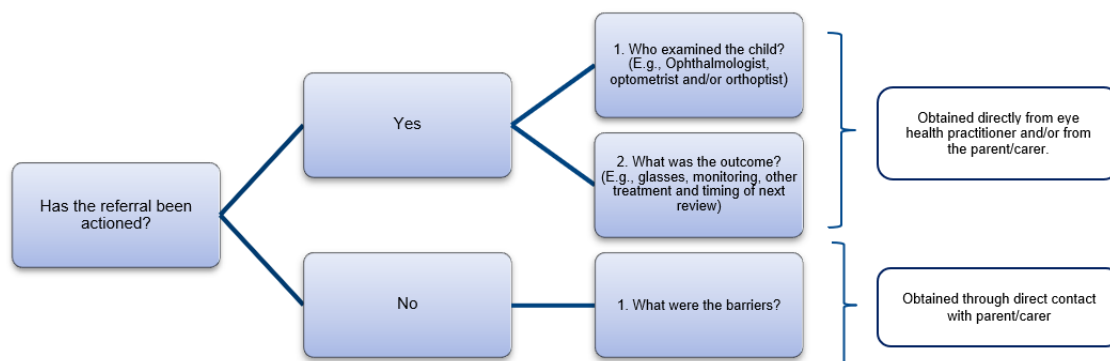 Has the referral been
actioned?
Yes
1. Who examined the child?
(E.g., Ophthalmologist,
optometrist and/or orthoptist)
2. What was the outcome?
(E.g., glasses, monitoring, other
treatment and timing of next
review)
Obtained directly from eye
health practitioner and/or from
the parent/carer.
No
1. What were the barriers?
Obtained through direct contact
with parent/carer